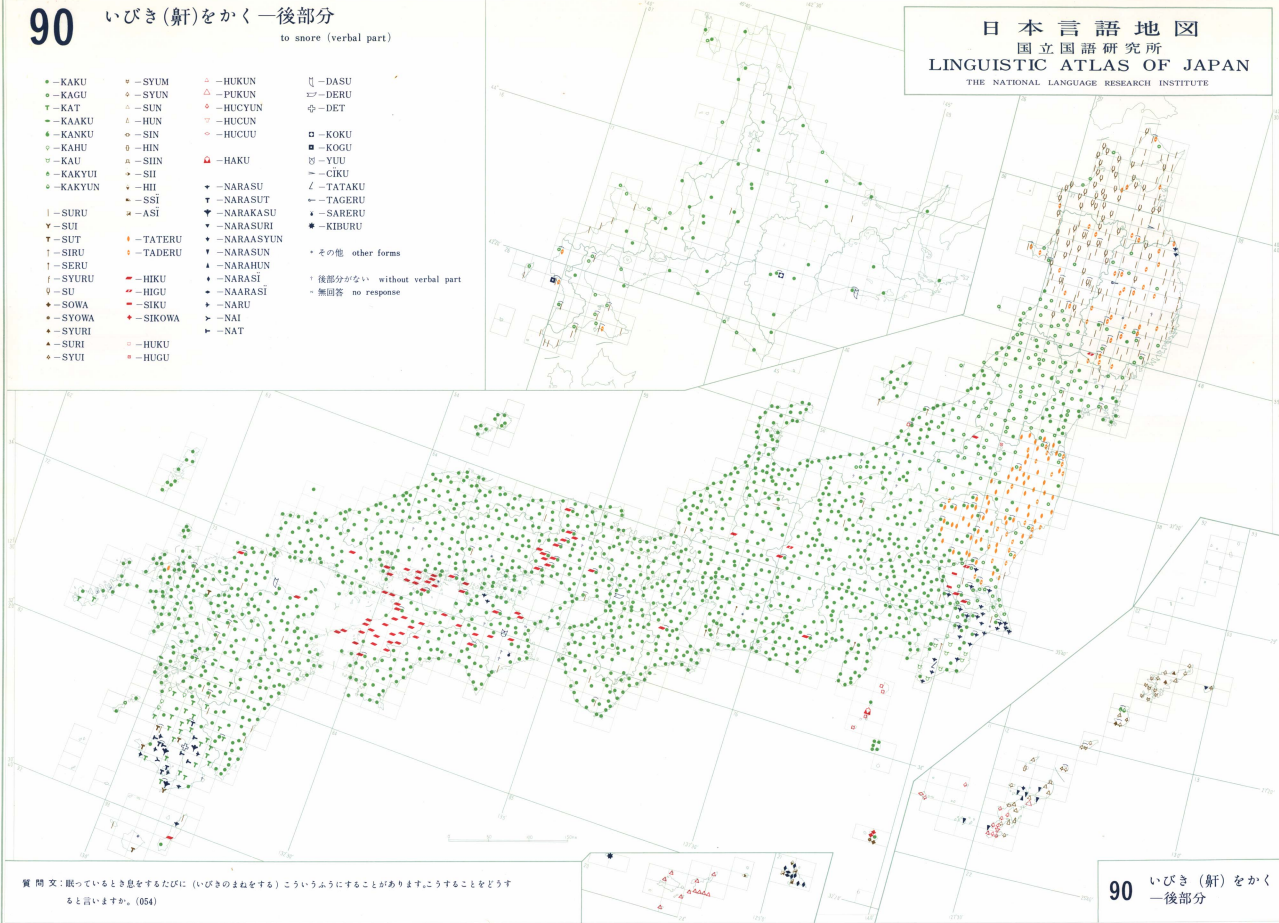 90
いびき(鼾)をかく―後部分
to snore (verbal part)
日本言語地図
国立国語研究所
LINGUISTIC ATLAS OF JAPAN
THE NATIONAL LANGUAGE RESEARCH INSTITUTE
―KAKU
―KAGU
―KAT
―KAAKU
―KANKU
―KAHU
―KAU
―KAKYUI
―KAKYUN
―SURU
―SUI
―SUT
―SIRU
―SERU
―SYURU
―SU
―SOWA
―SYOWA
―SYURI
―SURI
―SYUI
―SYUM
―SYUN
―SUN
―HUN
―SIN
―HIN
―SIIN
―SII
―HII
―SSÏ
―ASÏ
―TATERU
―TADERU
―HIKU
―HIGU
―SIKU
―SIKOWA
―HUKU
―HUGU
―HUKUN
―PUKUN
―HUCYUN
―HUCUN
―HUCUU
―HAKU
―NARASU
―NARASUT
―NARAKASU
―NARASURI
―NARAASYUN
―NARASUN
―NARAHUN
―NARASÏ
―NAARASÏ
―NARU
―NAI
―NAT
―DASU
―DERU
―DET
―KOKU
―KOGU
―YUU
―CÏKU
―TATAKU
―TAGERU
―SARERU
―KIBURU
その他 other forms
後部分がない without verbal part
無回答 no response
質問文:眠っているとき息をするたびに(いびきのまねをする)こういうふうにすることがあります。こうすることをどうす
ると言いますか。(054)
90
いびき(鼾)をかく
―後部分